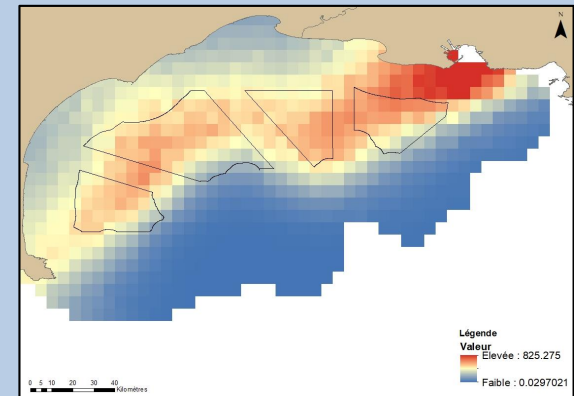 N
Légende
Valeur
Elevée : 825.275
Faible : 0.0297021
0 5 10 20 30 40
Kilomètres